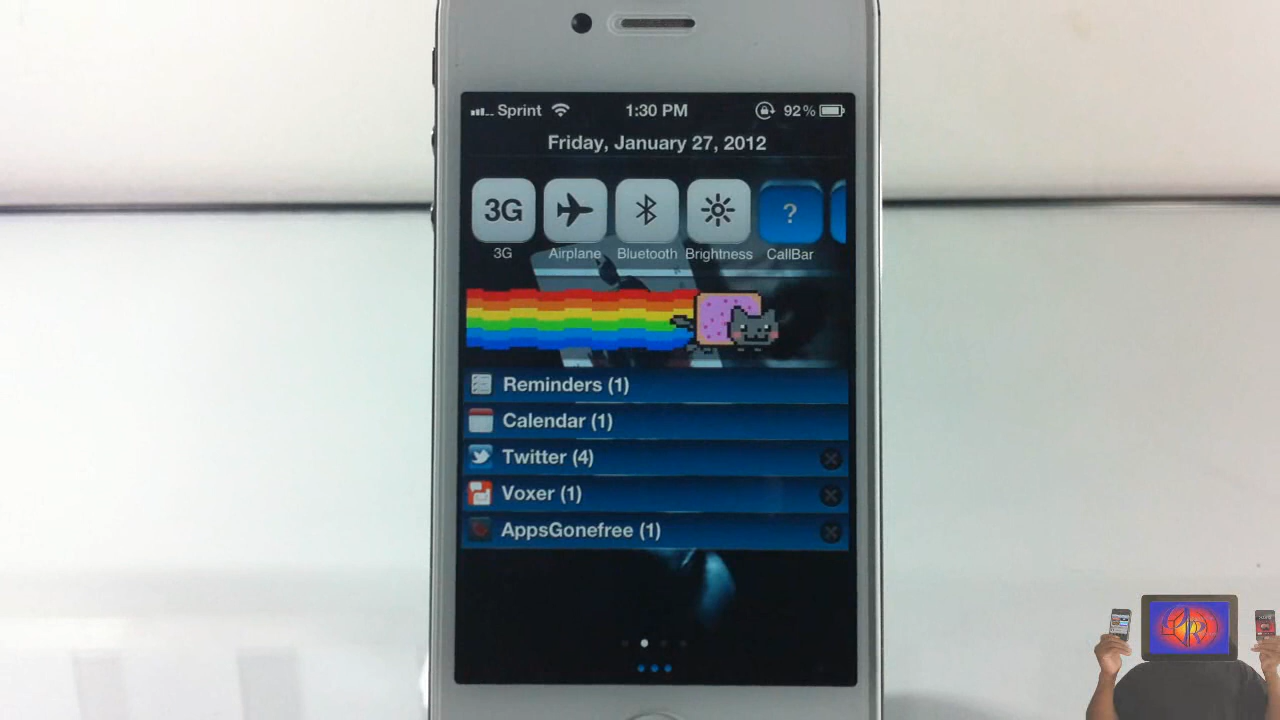 Sprint 1:30 PM 92%
Friday, January 27, 2012
3G ?
3G Airplane Bluetooth Brightness CallBar
Reminders (1)
Calendar (1)
Twitter (4)
Voxer (1)
AppsGonefree (1)